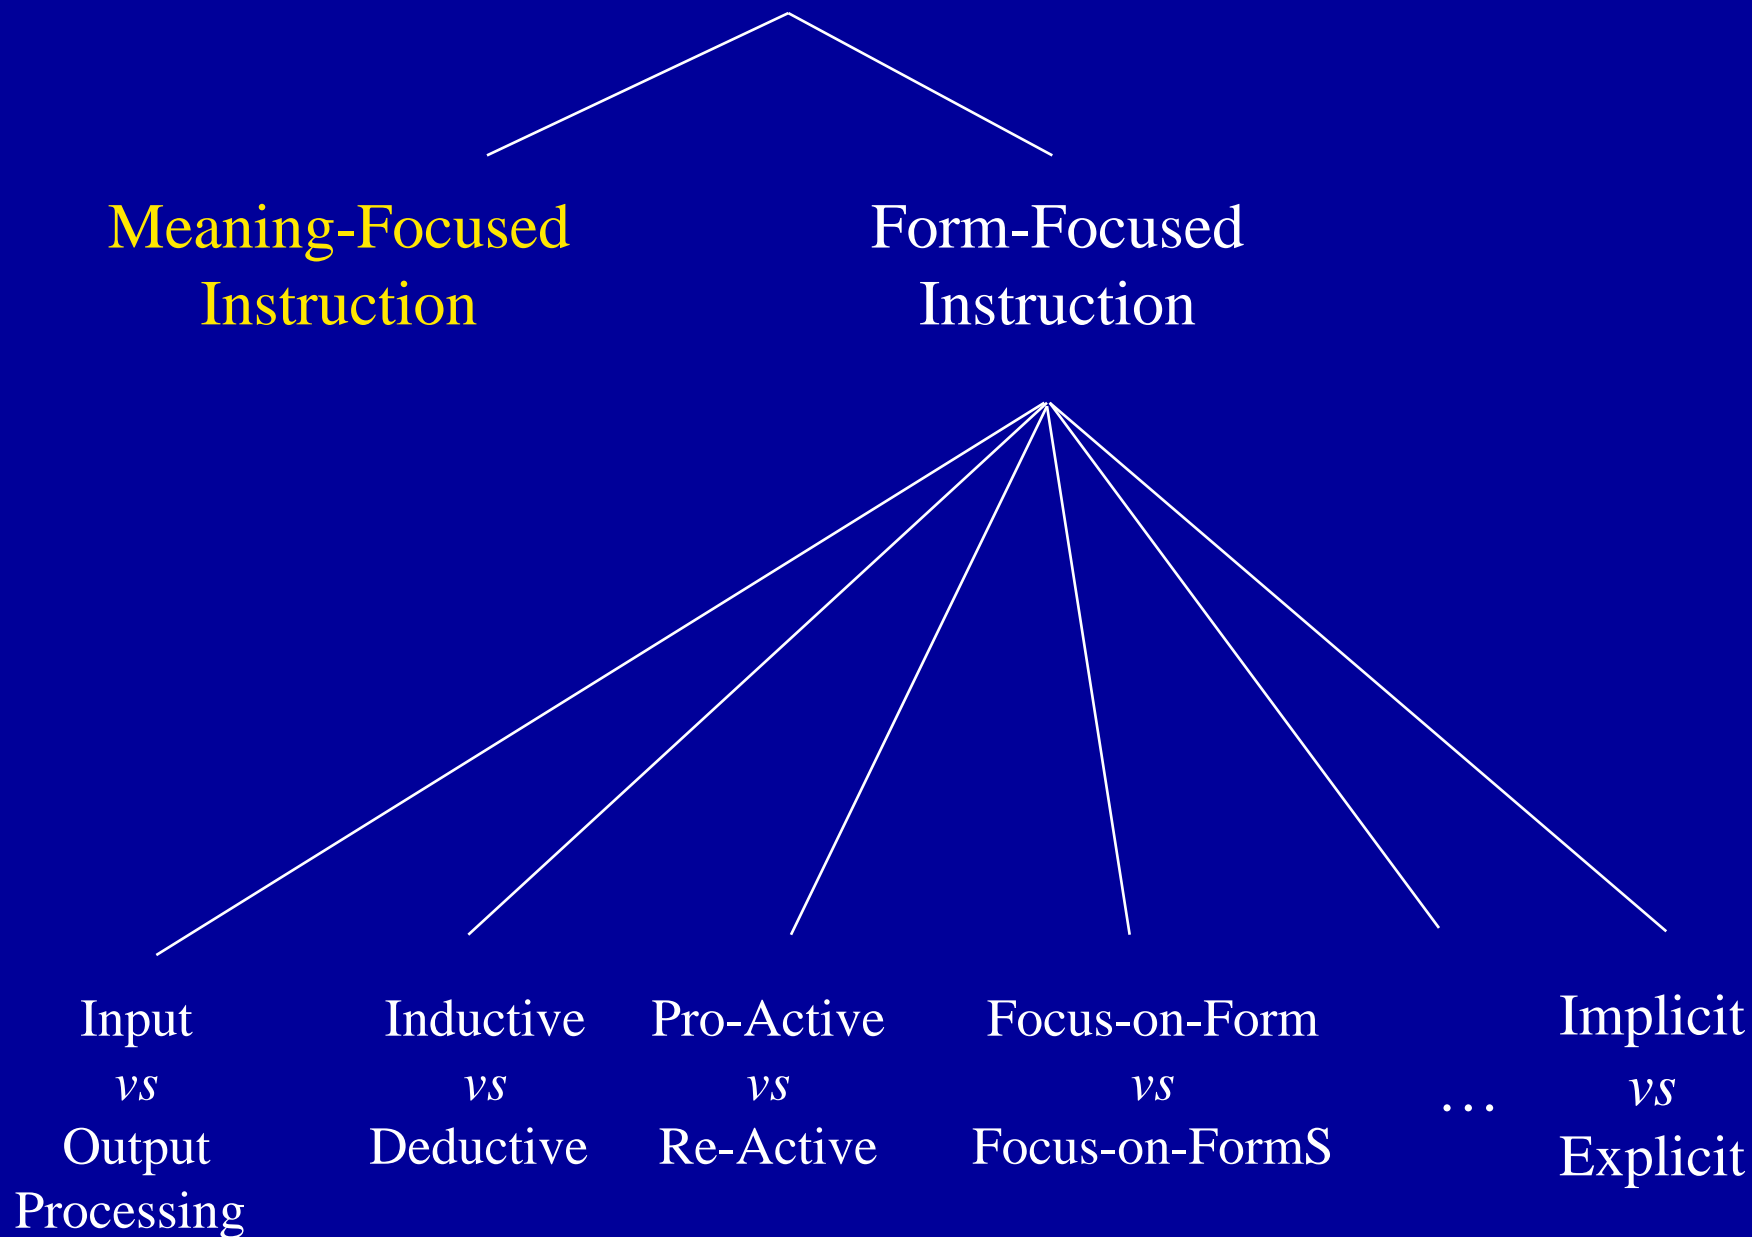 Meaning-Focused
Instruction
Form-Focused
Instruction
Input
vs
Output
Processing
Inductive
vs
Deductive
Pro-Active
vs
Re-Active
Focus-on-Form
vs
Focus-on-FormS
…
Implicit
vs
Explicit